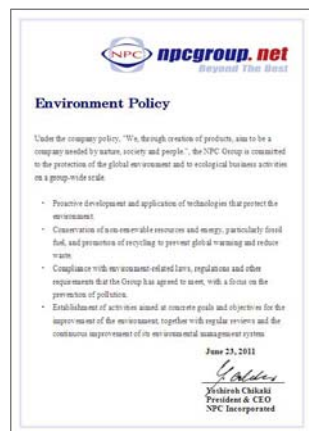 NPC npcgroup.net
Beyond The Best
Environment Policy
Under the company policy, "We, through creation of products, aim to be a
company needed by nature, society and people.", the NPC Group is committed
to the protection of the global environment and to ecological business activities
on a group-wide scale.
· Proactive development and application of technologies that protect the
environment.
· Conservation of non-renewable resources and energy, particularly fossil
fuel, and promotion of recycling to prevent global warming and reduce
waste.
· Compliance with environment-related laws, regulations and other
requirements that the Group has agreed to meet, with a focus on the
prevention of pollution.
· Establishment of activities aimed at concrete goals and objectives for the
improvement of the environment, together with regular reviews and the
continuous improvement of its environmental management system
June 23, 2011
Yoshiroh Chikaki
President & CEO
NPC Incorporated